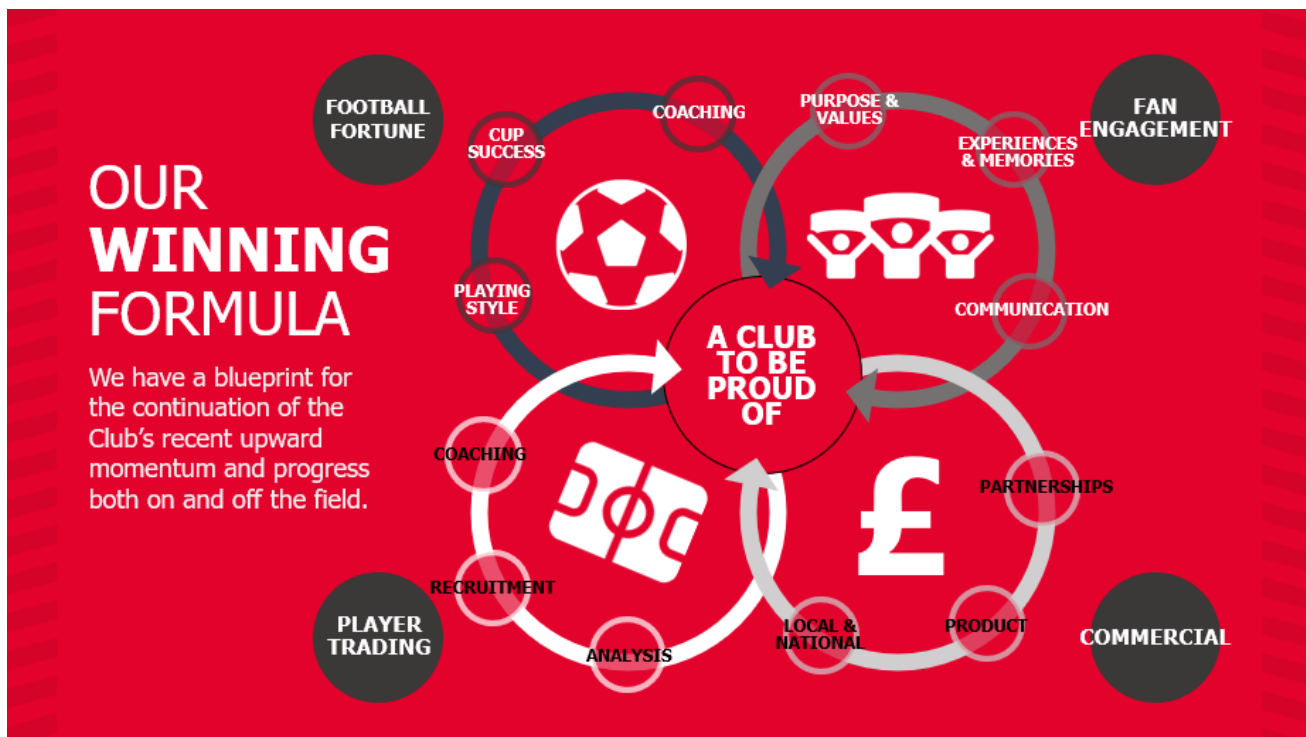 OUR
WINNING
FORMULA
We have a blueprint for
the continuation of the
Club's recent upward
momentum and progress
both on and off the field.
FOOTBALL
FORTUNE
CUP
SUCCESS
COACHING
PLAYING
STYLE
PURPOSE &
VALUES
EXPERIENCES
& MEMORIES
COMMUNICATION
FAN
ENGAGEMENT
A CLUB
TO BE
PROUD
OF
COACHING
RECRUITMENT
ANALYSIS
PLAYER
TRADING
£
PARTNERSHIPS
PRODUCT
LOCAL &
NATIONAL
COMMERCIAL